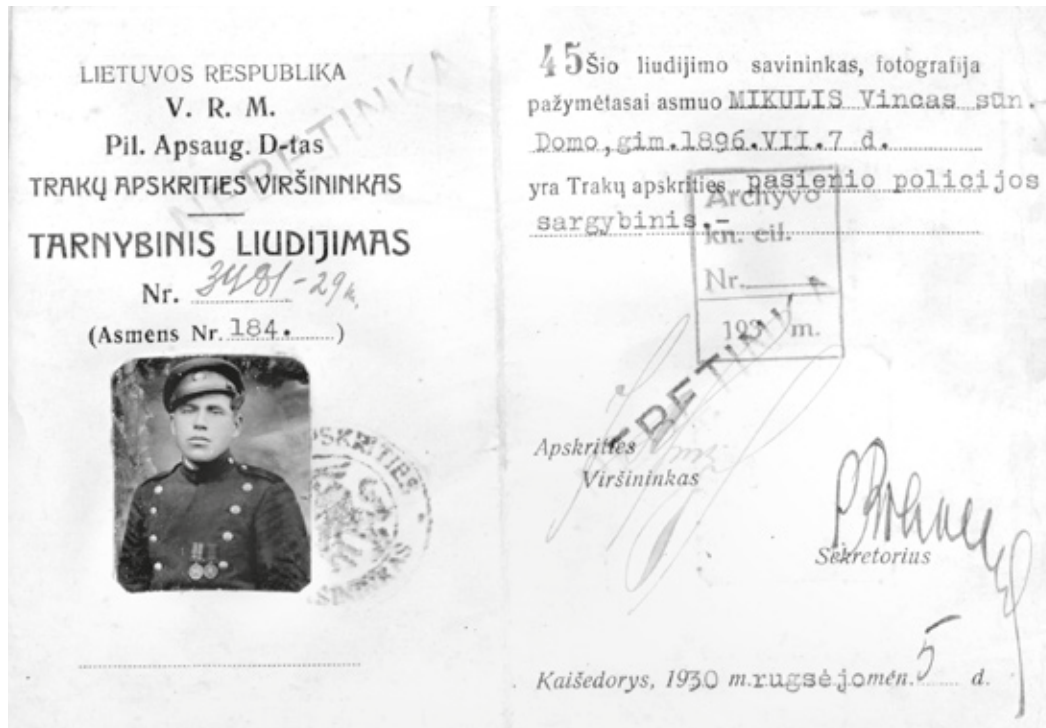 LIETUVOS RESPUBLIKA
V. R. M.
Pil. Apsaug. D-tas
TRAKŲ APSKRITIES VIRŠININKAS
TARNYBINIS LIUDIJIMAS
Nr. 3481-29k.
(Asmens Nr. 184.)
NEBETINKA
45 Šio liudijimo savininkas, fotografija
pažymėtasai asmuo MIKULIS Vincas sūn.
Domo, gim. 1896.VII.7 d.
yra Trakų apskrities pasienio policijos
sargybinis.-
Archyvo
kn. eil.
Nr.
193 m.
Apskrities
Viršininkas
Sekretorius
Kaišedorys, 1930 m. rugsėjo mėn. 5 d.